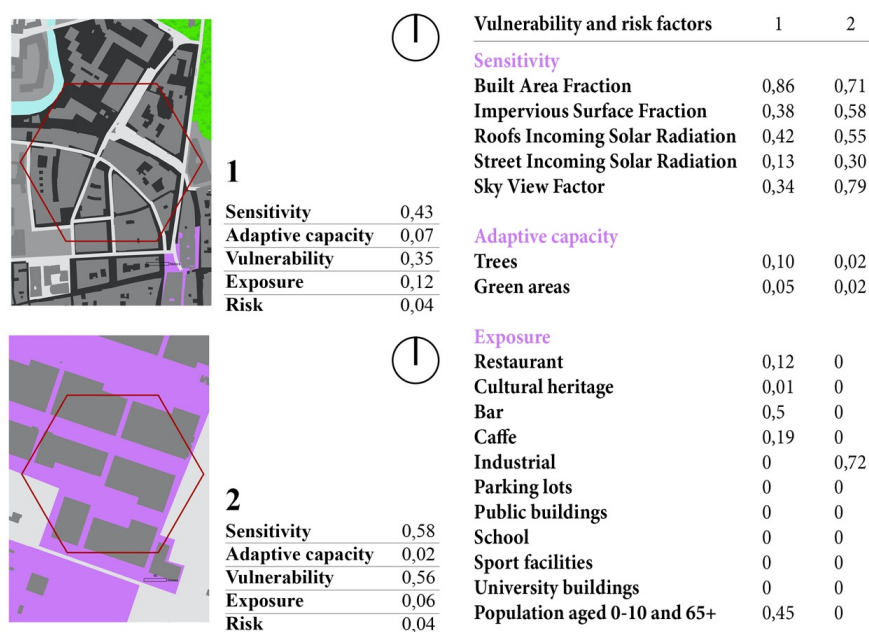 1
Sensitivity 0,43
Adaptive capacity 0,07
Vulnerability 0,35
Exposure 0,12
Risk 0,04
2
Sensitivity 0,58
Adaptive capacity 0,02
Vulnerability 0,56
Exposure 0,06
Risk 0,04
Vulnerability and risk factors 1 2
Sensitivity
Built Area Fraction 0,86 0,71
Impervious Surface Fraction 0,38 0,58
Roofs Incoming Solar Radiation 0,42 0,55
Street Incoming Solar Radiation 0,13 0,30
Sky View Factor 0,34 0,79
Adaptive capacity
Trees 0,10 0,02
Green areas 0,05 0,02
Exposure
Restaurant 0,12 0
Cultural heritage 0,01 0
Bar 0,5 0
Caffe 0,19 0
Industrial 0 0,72
Parking lots 0 0
Public buildings 0 0
School 0 0
Sport facilities 0 0
University buildings 0 0
Population aged 0-10 and 65+ 0,45 0